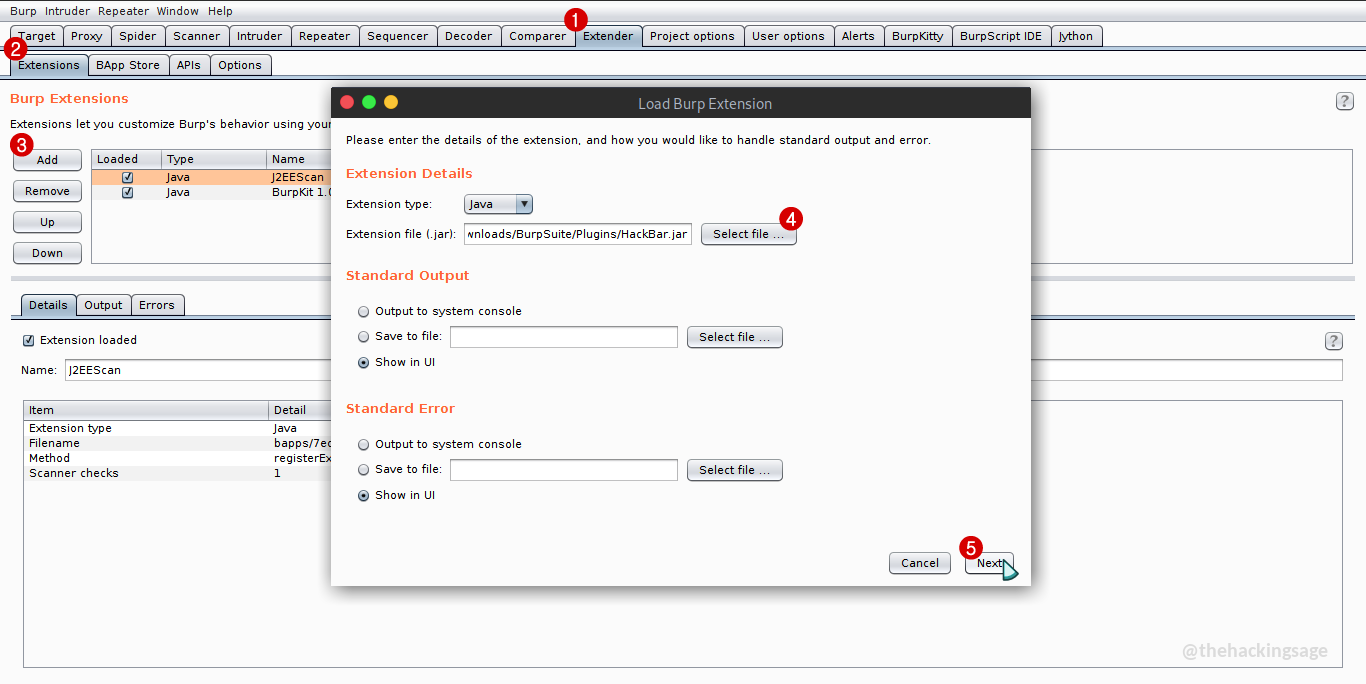 Burp Intruder Repeater Window Help
1
Target Proxy Spider Scanner Intruder Repeater Sequencer Decoder Comparer Extender Project options User options Alerts BurpKitty BurpScript IDE Jython
2
Extensions BApp Store APIs Options
Burp Extensions
?
Extensions let you customize Burp's behavior using your
3
Add
Remove
Up
Down
Loaded Type Name
Java J2EEScan
Java BurpKit 1.0
Details Output Errors
Extension loaded
?
Name: J2EEScan
Item Detail
Extension type Java
Filename bapps/7ec
Method registerEx
Scanner checks 1
Load Burp Extension
Please enter the details of the extension, and how you would like to handle standard output and error.
Extension Details
Extension type: Java
4
Extension file (.jar): wnloads/BurpSuite/Plugins/HackBar.jar Select file ...
Standard Output
Output to system console
Save to file: Select file ...
Show in UI
Standard Error
Output to system console
Save to file: Select file ...
Show in UI
5
Cancel Next
@thehackingsage